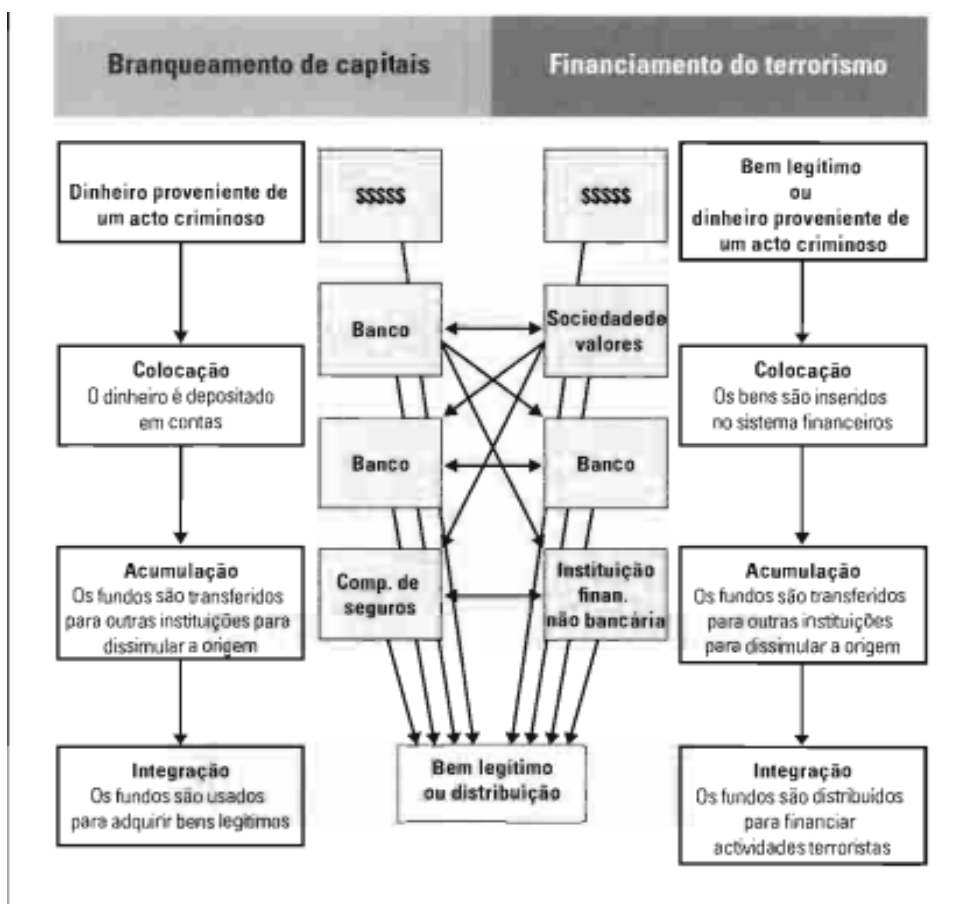 Branqueamento de capitais
Financiamento do terrorismo
Dinheiro proveniente de
um acto criminoso
$$$$$
$$$$$
Bem legítimo
ou
dinheiro proveniente de
um acto criminoso
Banco
Sociedadede
valores
Colocação
O dinheiro é depositado
em contas
Colocação
Os bens são inseridos
no sistema financeiros
Banco
Banco
Acumulação
Os fundos são transferidos
para outras instituições para
dissimular a origem
Comp. de
seguros
Instituição
finan.
não bancária
Acumulação
Os fundos são transferidos
para outras instituições
para dissimular a origem
Integração
Os fundos são usados
para adquirir bens legítimos
Bem legítimo
ou distribuição
Integração
Os fundos são distribuídos
para financiar
actividades terroristas